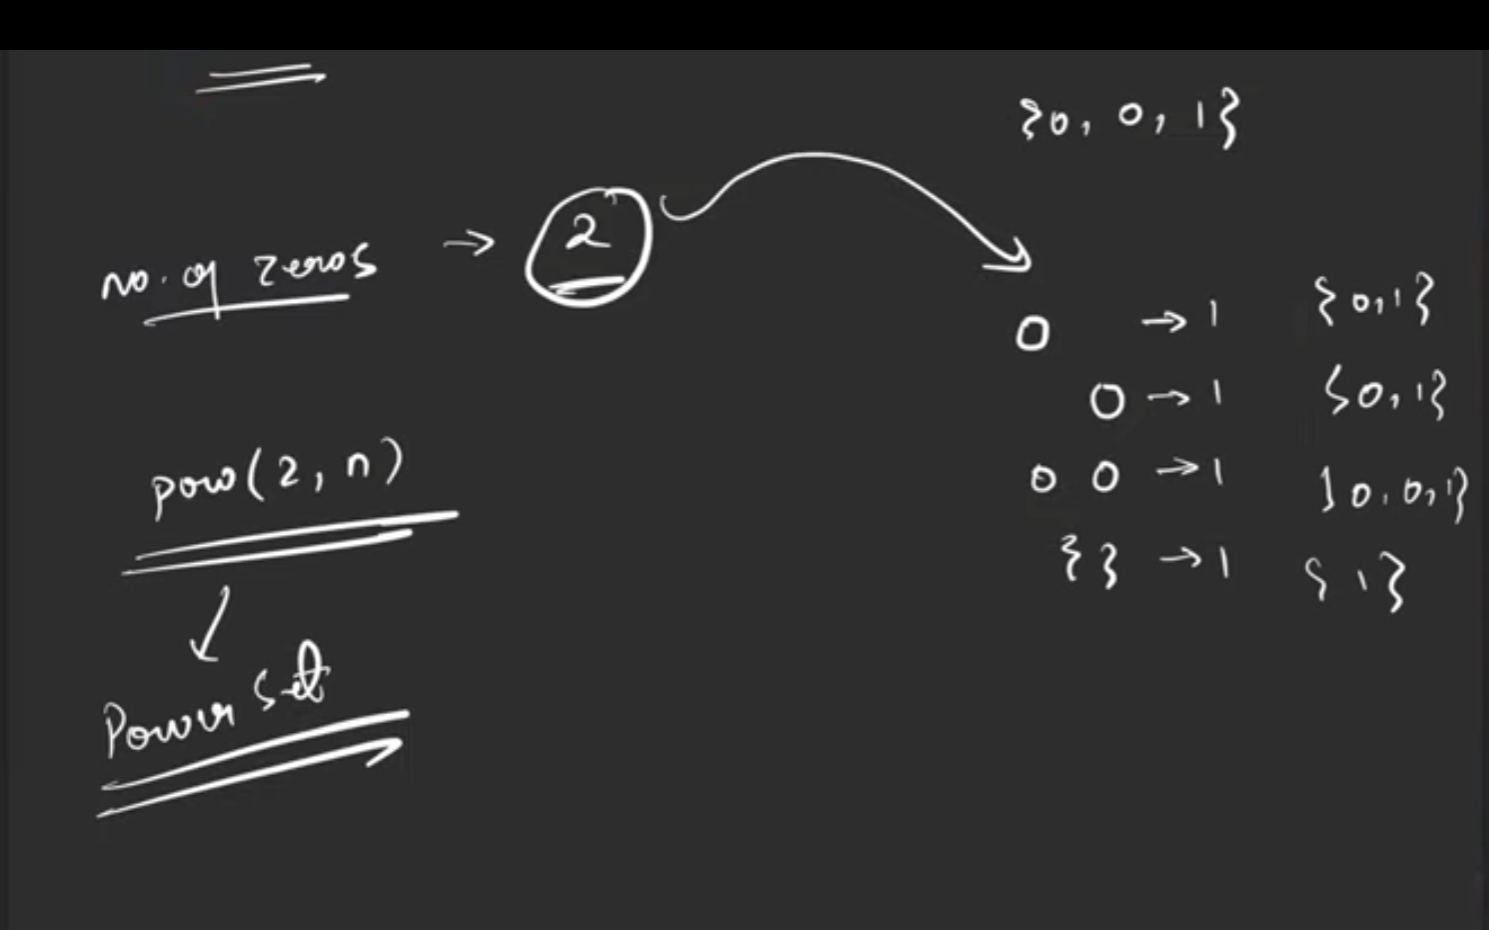 {0, 0, 1}
no. of zeros → 2
0 → 1 {0,1}
0 → 1 {0,1}
0 0 → 1 {0,0,1}
{ } → 1 {1}
pow(2, n)
↓
Power set